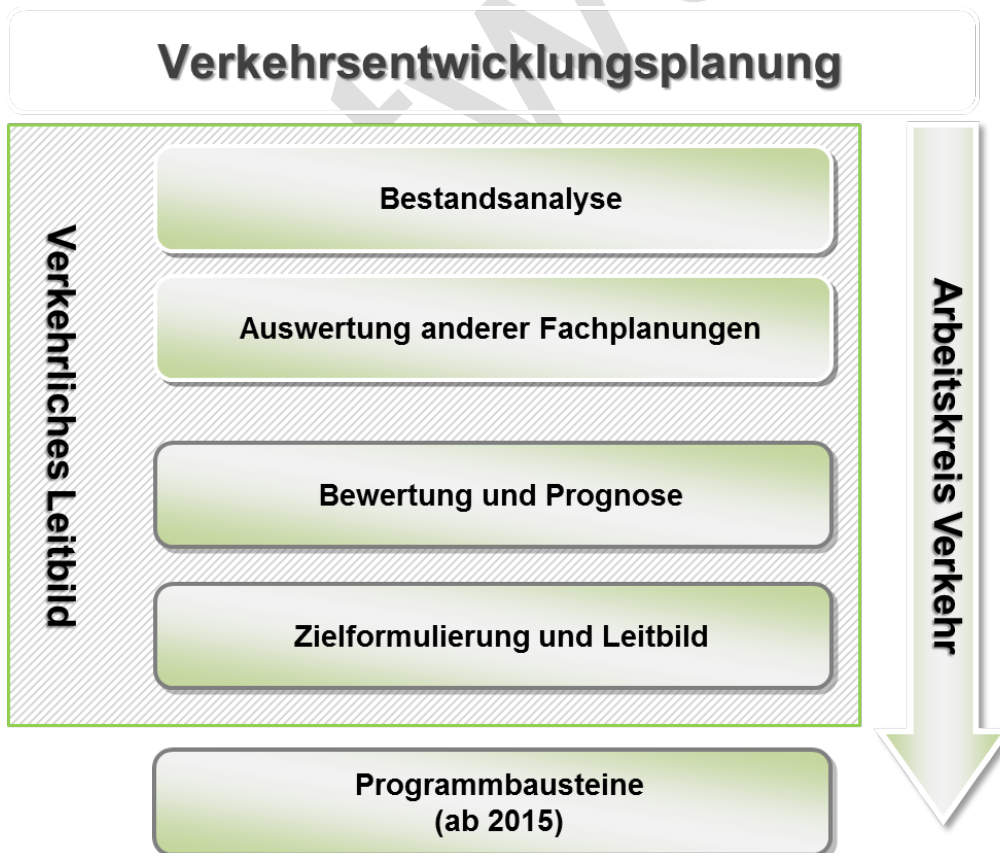 Verkehrsentwicklungsplanung
Verkehrliches Leitbild
Bestandsanalyse
Auswertung anderer Fachplanungen
Bewertung und Prognose
Zielformulierung und Leitbild
Programmbausteine
(ab 2015)
Arbeitskreis Verkehr